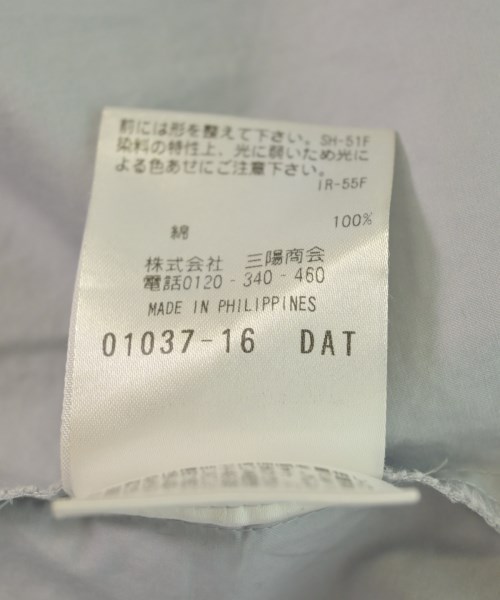 前には形を整えて下さい。 SH-51F
染料の特性上、光に弱いため光に
よる色あせにご注意下さい。
IR-55F
綿 100%
株式会社 三陽商会
電話0120-340-460
MADE IN PHILIPPINES
01037-16 DAT